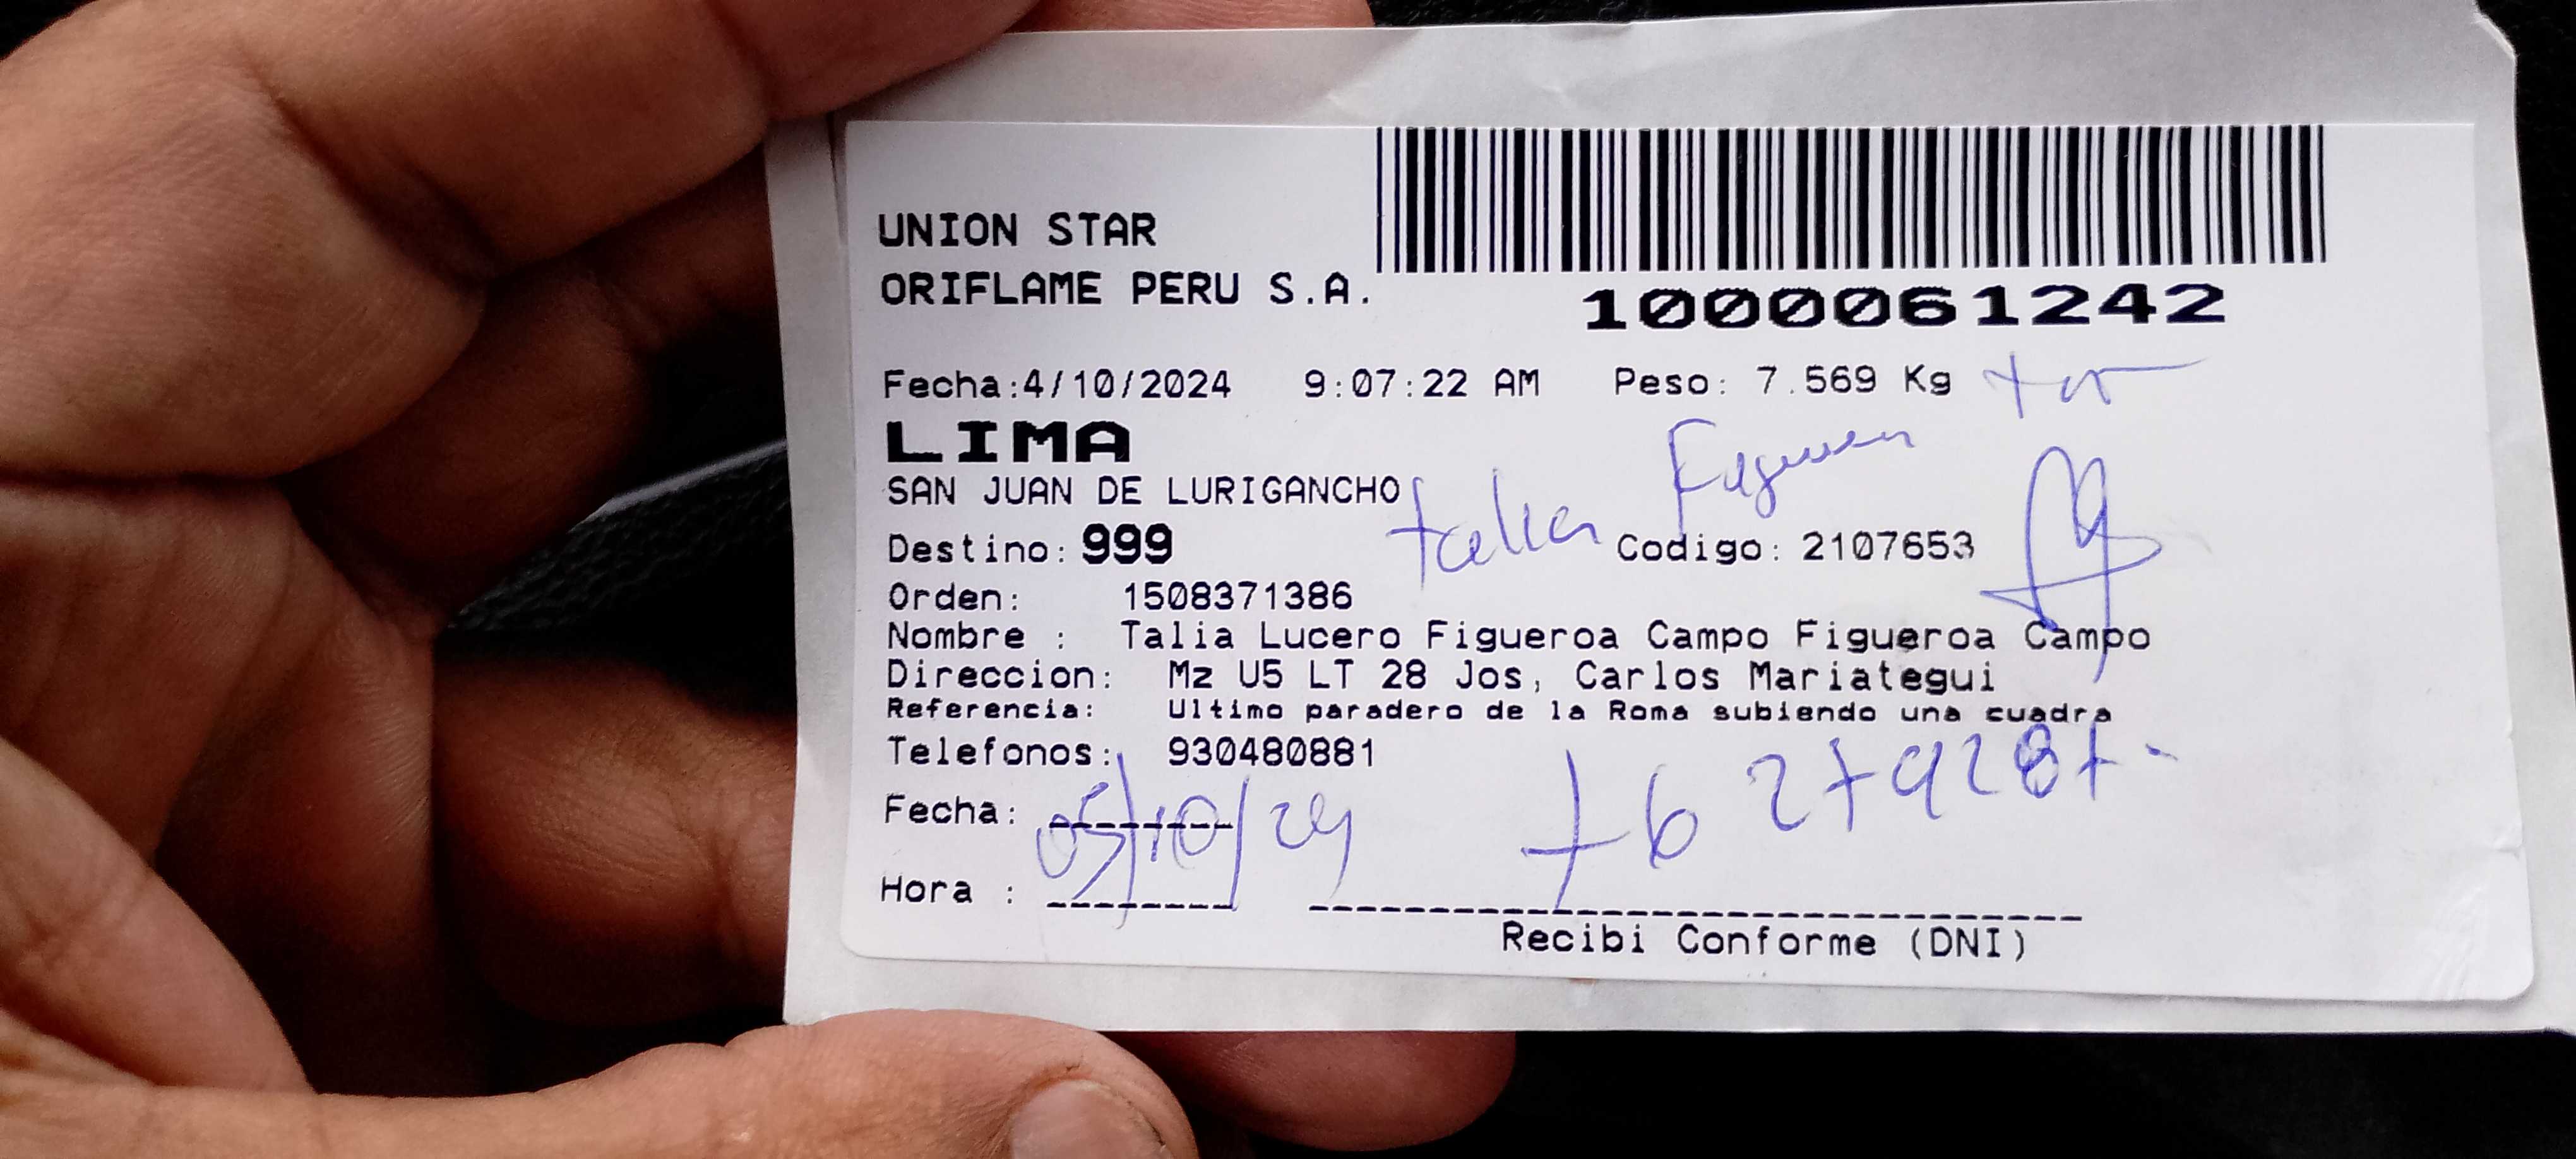 UNION STAR
ORIFLAME PERU S.A.
1000061242
Fecha:4/10/2024 9:07:22 AM Peso: 7.569 Kg
LIMA
SAN JUAN DE LURIGANCHO
Talia
Destino: 999 Codigo: 2107653
Orden: 1508371386
Nombre : Talia Lucero Figueroa Campo Figueroa Campo
Direccion: Mz U5 LT 28 Jos, Carlos Mariategui
Referencia: Ultimo paradero de la Roma subiendo una cuadra
Telefonos: 930480881
Fecha: 05/10/24
Hora :
Recibi Conforme (DNI)